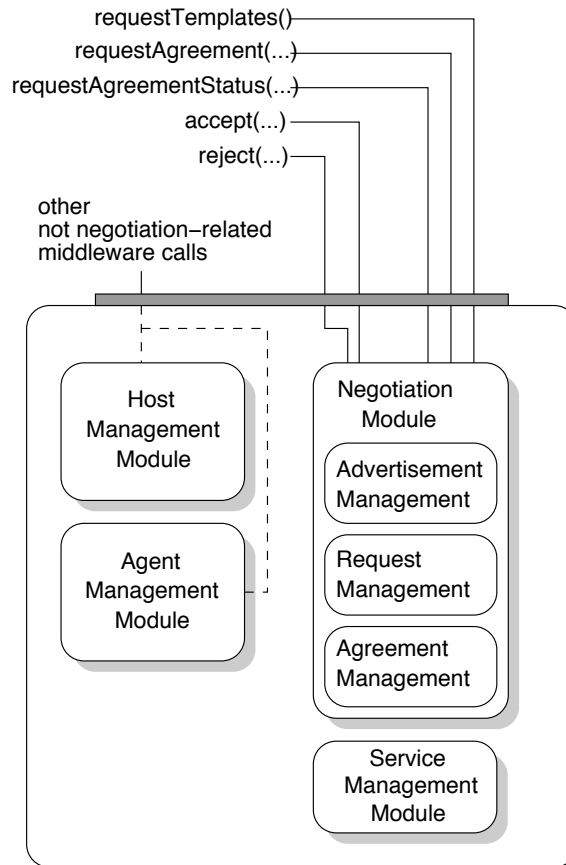 requestTemplates()
requestAgreement(...)
requestAgreementStatus(...)
accept(...)
reject(...)
other
not negotiation−related
middleware calls
Host
Management
Module
Agent
Management
Module
Negotiation
Module
Advertisement
Management
Request
Management
Agreement
Management
Service
Management
Module